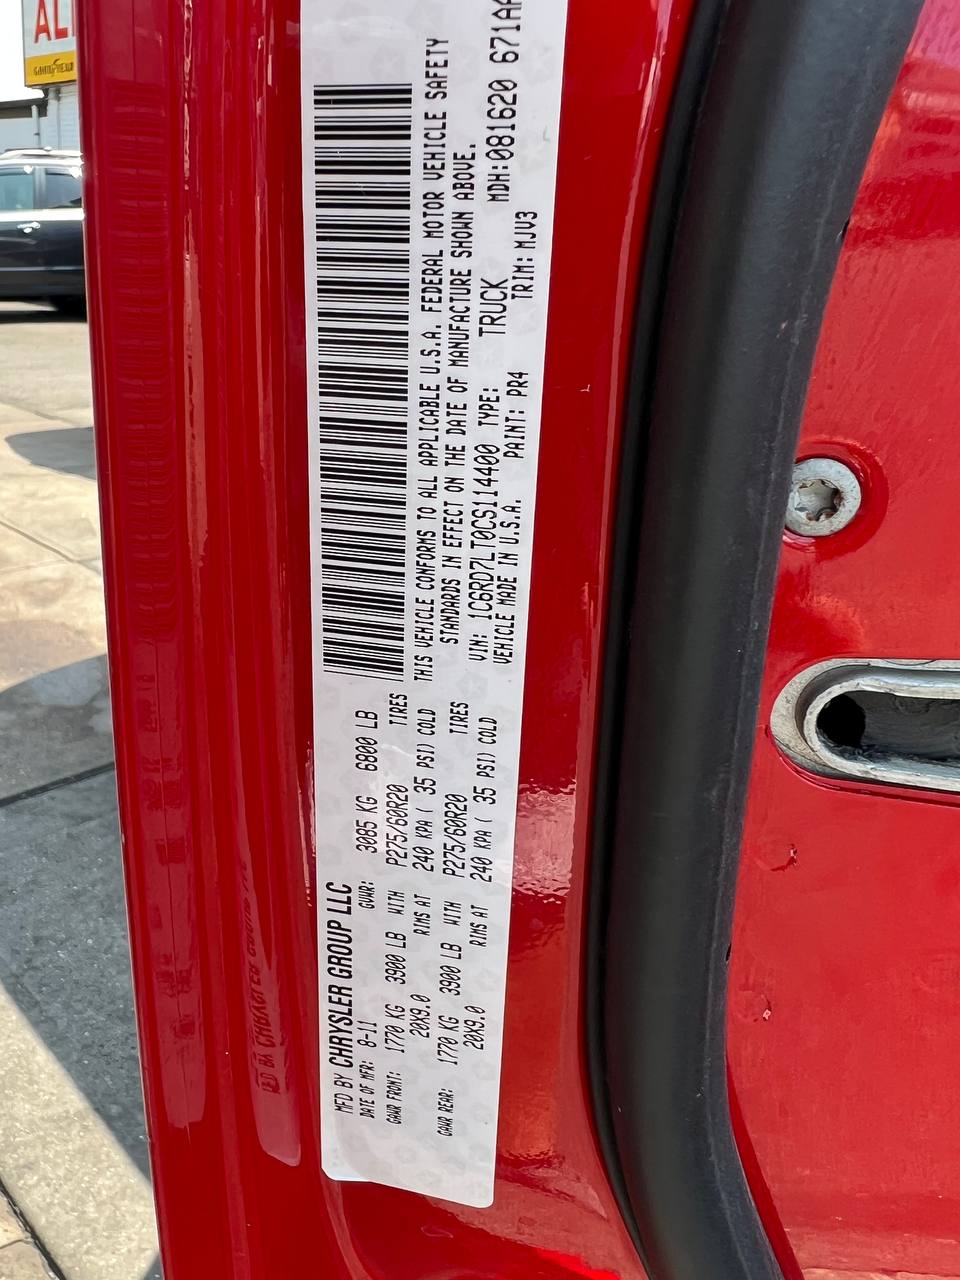 MFD BY CHRYSLER GROUP LLC
DATE OF MFR: 8-11 GVWR: 3085 KG 6800 LB
GAWR FRONT: 1770 KG 3900 LB WITH P275/60R20 TIRES
20X9.0 RIMS AT 240 KPA ( 35 PSI) COLD
GAWR REAR: 1770 KG 3900 LB WITH P275/60R20 TIRES
20X9.0 RIMS AT 240 KPA ( 35 PSI) COLD
THIS VEHICLE CONFORMS TO ALL APPLICABLE U.S.A. FEDERAL MOTOR VEHICLE SAFETY
STANDARDS IN EFFECT ON THE DATE OF MANUFACTURE SHOWN ABOVE.
VIN: 1C6RD7LT0CS114400 TYPE: TRUCK MDH:081620 671AA
VEHICLE MADE IN U.S.A. PAINT: PR4 TRIM: MJV3
AL